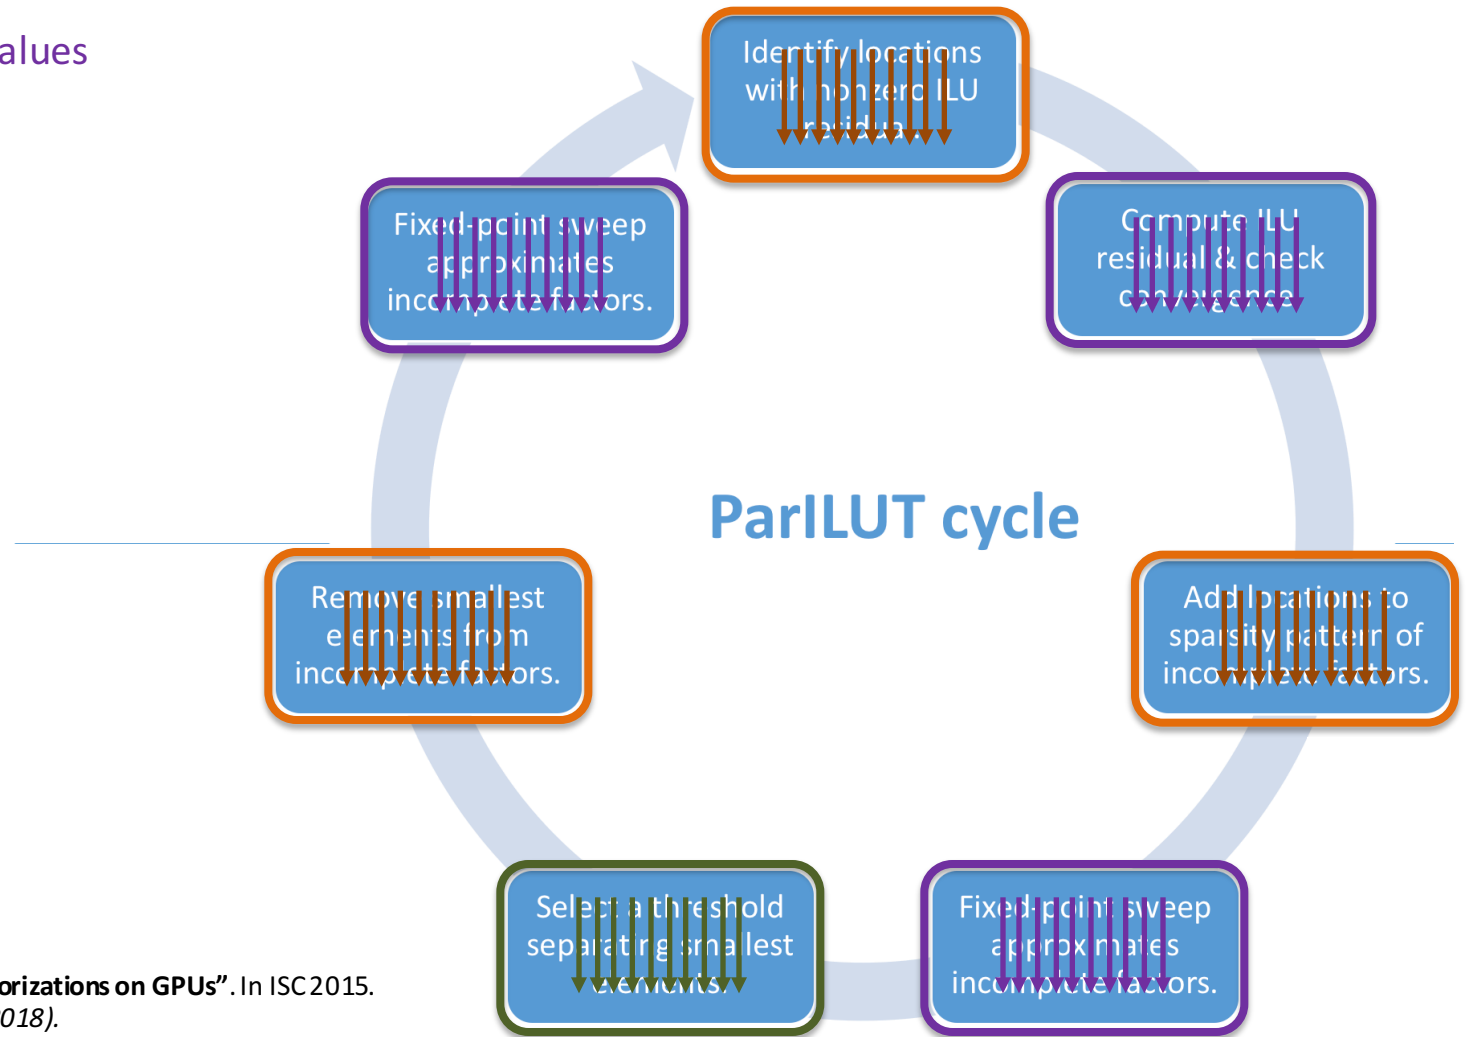 alues
Identify locations
with nonzero ILU
residual.
Compute ILU
residual & check
convergence.
Add locations to
sparsity pattern of
incomplete factors.
Fixed-point sweep
approximates
incomplete factors.
Select a threshold
separating smallest
elements.
Remove smallest
elements from
incomplete factors.
Fixed-point sweep
approximates
incomplete factors.
ParILUT cycle
orizations on GPUs”. In ISC 2015.
2018).